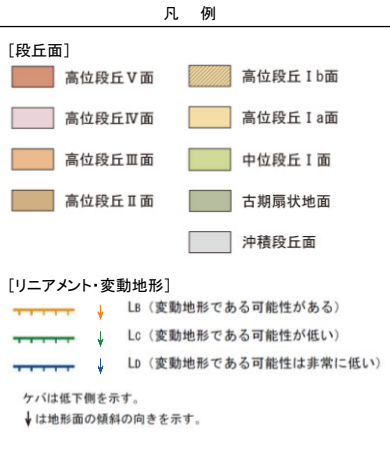 凡 例
[段丘面]
高位段丘Ⅴ面
高位段丘Ⅳ面
高位段丘Ⅲ面
高位段丘Ⅱ面
高位段丘Ⅰb面
高位段丘Ⅰa面
中位段丘Ⅰ面
古期扇状地面
沖積段丘面
[リニアメント・変動地形]
LB（変動地形である可能性がある）
LC（変動地形である可能性が低い）
LD（変動地形である可能性は非常に低い）
ケバは低下側を示す。
↓は地形面の傾斜の向きを示す。